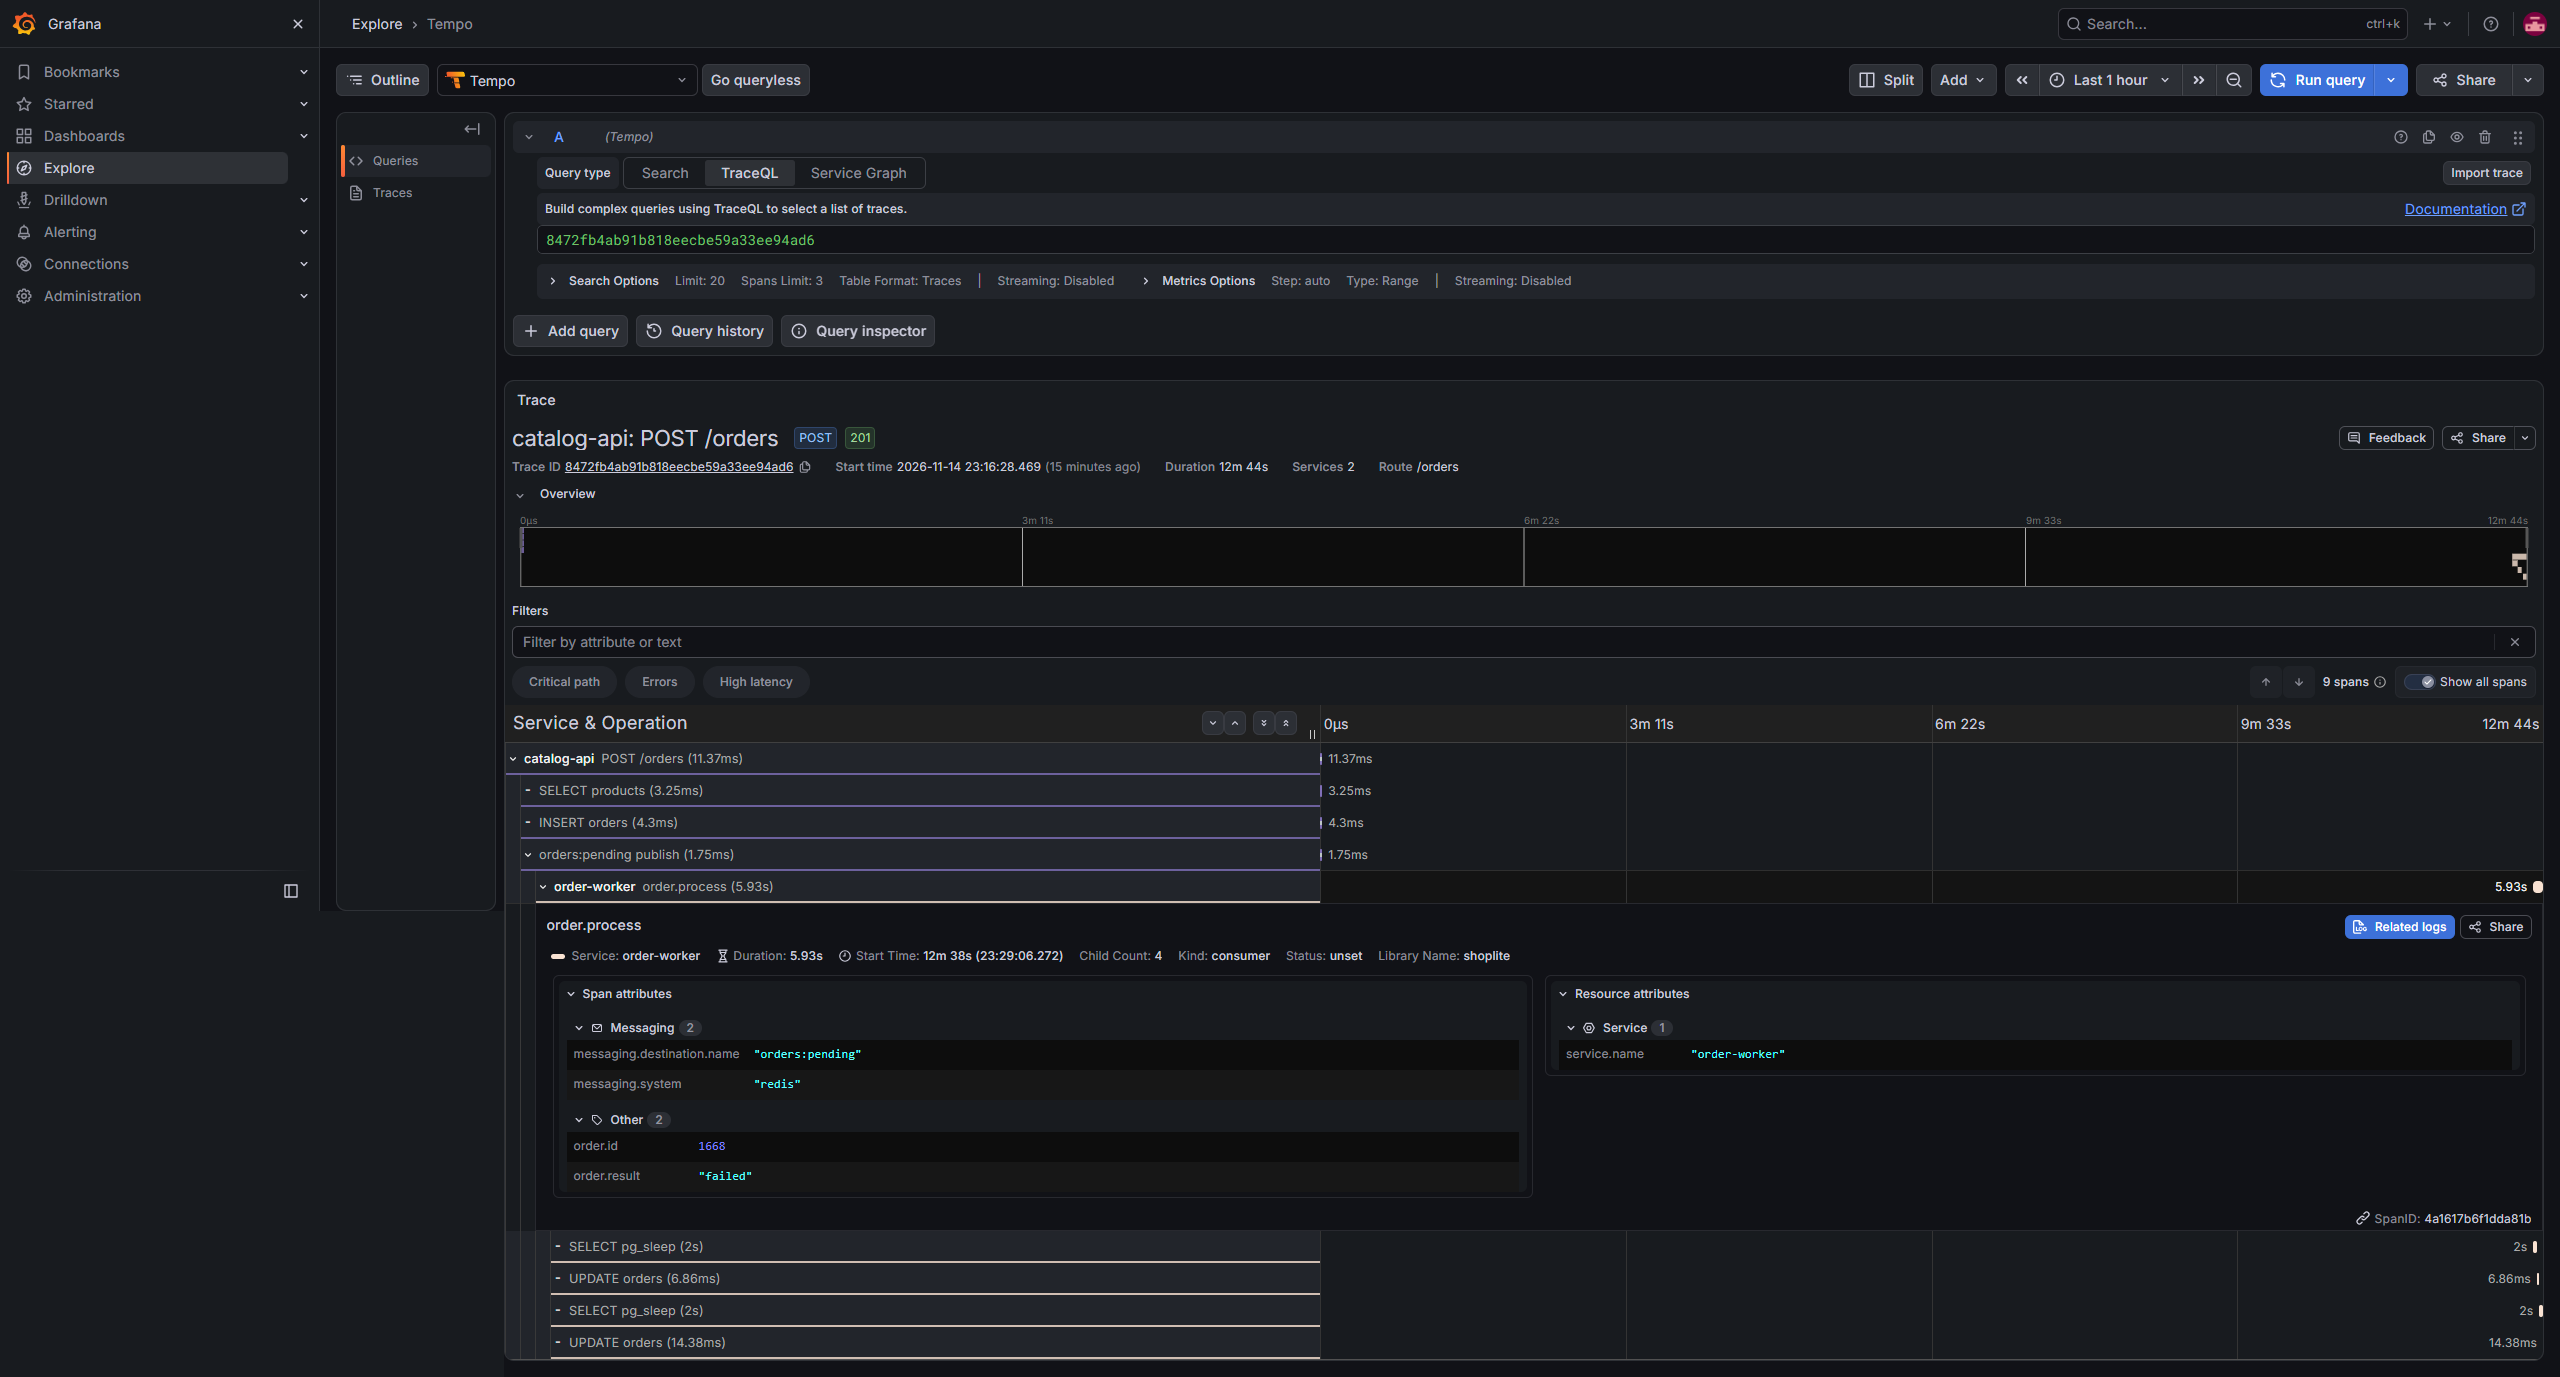 Grafana
Explore › Tempo
Search...
ctrl+k
Bookmarks
Starred
Dashboards
Explore
Drilldown
Alerting
Connections
Administration
Outline
Tempo
Go queryless
Split
Add
Last 1 hour
Run query
Share
Queries
Traces
A (Tempo)
Query type Search TraceQL Service Graph
Import trace
Build complex queries using TraceQL to select a list of traces.
Documentation
8472fb4ab91b818eecbe59a33ee94ad6
Search Options Limit: 20 Spans Limit: 3 Table Format: Traces | Streaming: Disabled Metrics Options Step: auto Type: Range | Streaming: Disabled
Add query Query history Query inspector
Trace
catalog-api: POST /orders POST 201
Feedback Share
Trace ID 8472fb4ab91b818eecbe59a33ee94ad6 Start time 2026-11-14 23:16:28.469 (15 minutes ago) Duration 12m 44s Services 2 Route /orders
Overview
0µs 3m 11s 6m 22s 9m 33s 12m 44s
Filters
Filter by attribute or text
Critical path Errors High latency
9 spans Show all spans
Service & Operation 0µs 3m 11s 6m 22s 9m 33s 12m 44s
catalog-api POST /orders (11.37ms) 11.37ms
SELECT products (3.25ms) 3.25ms
INSERT orders (4.3ms) 4.3ms
orders:pending publish (1.75ms) 1.75ms
order-worker order.process (5.93s) 5.93s
order.process
Related logs Share
Service: order-worker Duration: 5.93s Start Time: 12m 38s (23:29:06.272) Child Count: 4 Kind: consumer Status: unset Library Name: shoplite
Span attributes
Messaging 2
messaging.destination.name "orders:pending"
messaging.system "redis"
Other 2
order.id 1668
order.result "failed"
Resource attributes
Service 1
service.name "order-worker"
SpanID: 4a1617b6f1dda81b
SELECT pg_sleep (2s) 2s
UPDATE orders (6.86ms) 6.86ms
SELECT pg_sleep (2s) 2s
UPDATE orders (14.38ms) 14.38ms